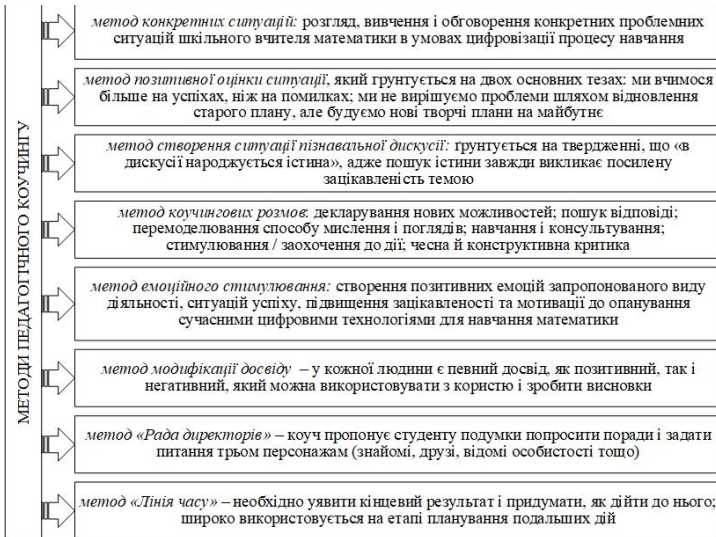 МЕТОДИ ПЕДАГОГІЧНОГО КОУЧИНГУ
метод конкретних ситуацій: розгляд, вивчення і обговорення конкретних проблемних
ситуацій шкільного вчителя математики в умовах цифровізації процесу навчання
метод позитивної оцінки ситуації, який ґрунтується на двох основних тезах: ми вчимося
більше на успіхах, ніж на помилках; ми не вирішуємо проблеми шляхом відновлення
старого плану, але будуємо нові творчі плани на майбутнє
метод створення ситуації пізнавальної дискусії: ґрунтується на твердженні, що «в
дискусії народжується істина», адже пошук істини завжди викликає посилену
зацікавленість темою
метод коучингових розмов: декларування нових можливостей; пошук відповіді;
перемоделювання способу мислення і поглядів; навчання і консультування;
стимулювання / заохочення до дії; чесна й конструктивна критика
метод емоційного стимулювання: створення позитивних емоцій запропонованого виду
діяльності, ситуацій успіху, підвищення зацікавленості та мотивації до опанування
сучасними цифровими технологіями для навчання математики
метод модифікації досвіду – у кожної людини є певний досвід, як позитивний, так і
негативний, який можна використовувати з користю і зробити висновки
метод «Рада директорів» – коуч пропонує студенту подумки попросити поради і задати
питання трьом персонажам (знайомі, друзі, відомі особистості тощо)
метод «Лінія часу» – необхідно уявити кінцевий результат і придумати, як дійти до нього;
широко використовується на етапі планування подальших дій